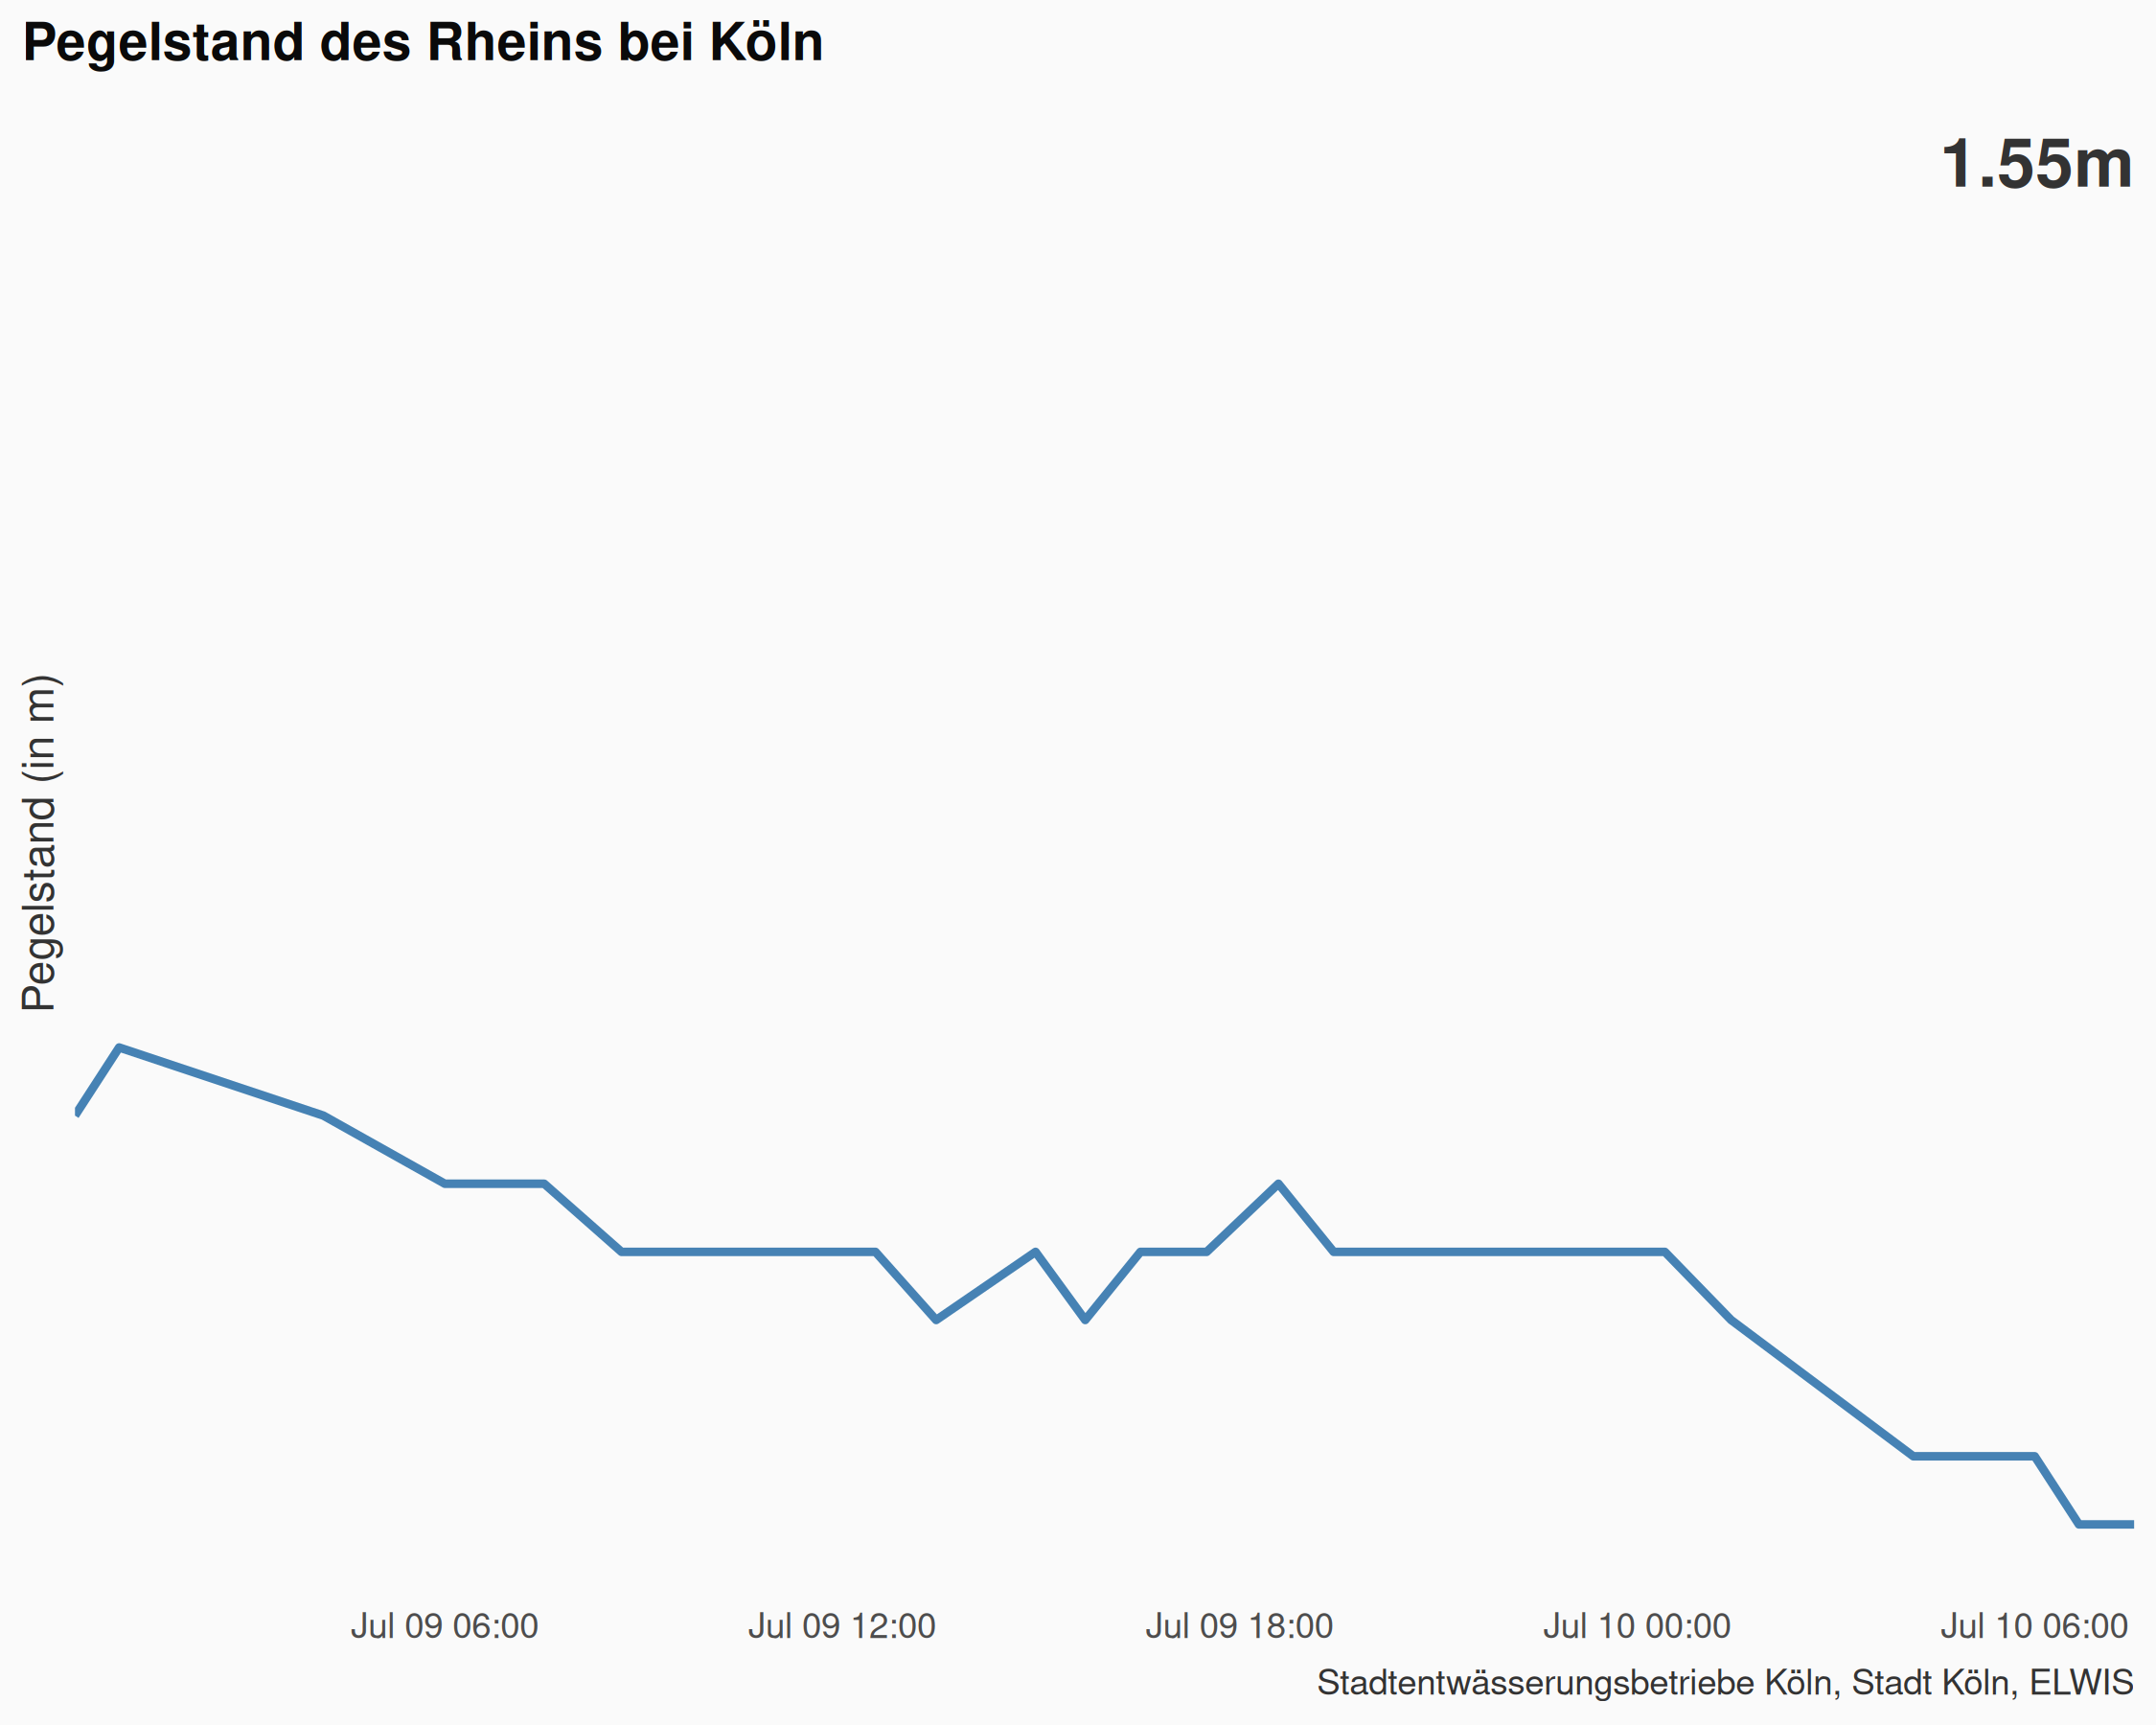 Pegelstand des Rheins bei Köln
1.55m
Pegelstand (in m)
Jul 09 06:00
Jul 09 12:00
Jul 09 18:00
Jul 10 00:00
Jul 10 06:00
Stadtentwässerungsbetriebe Köln, Stadt Köln, ELWIS